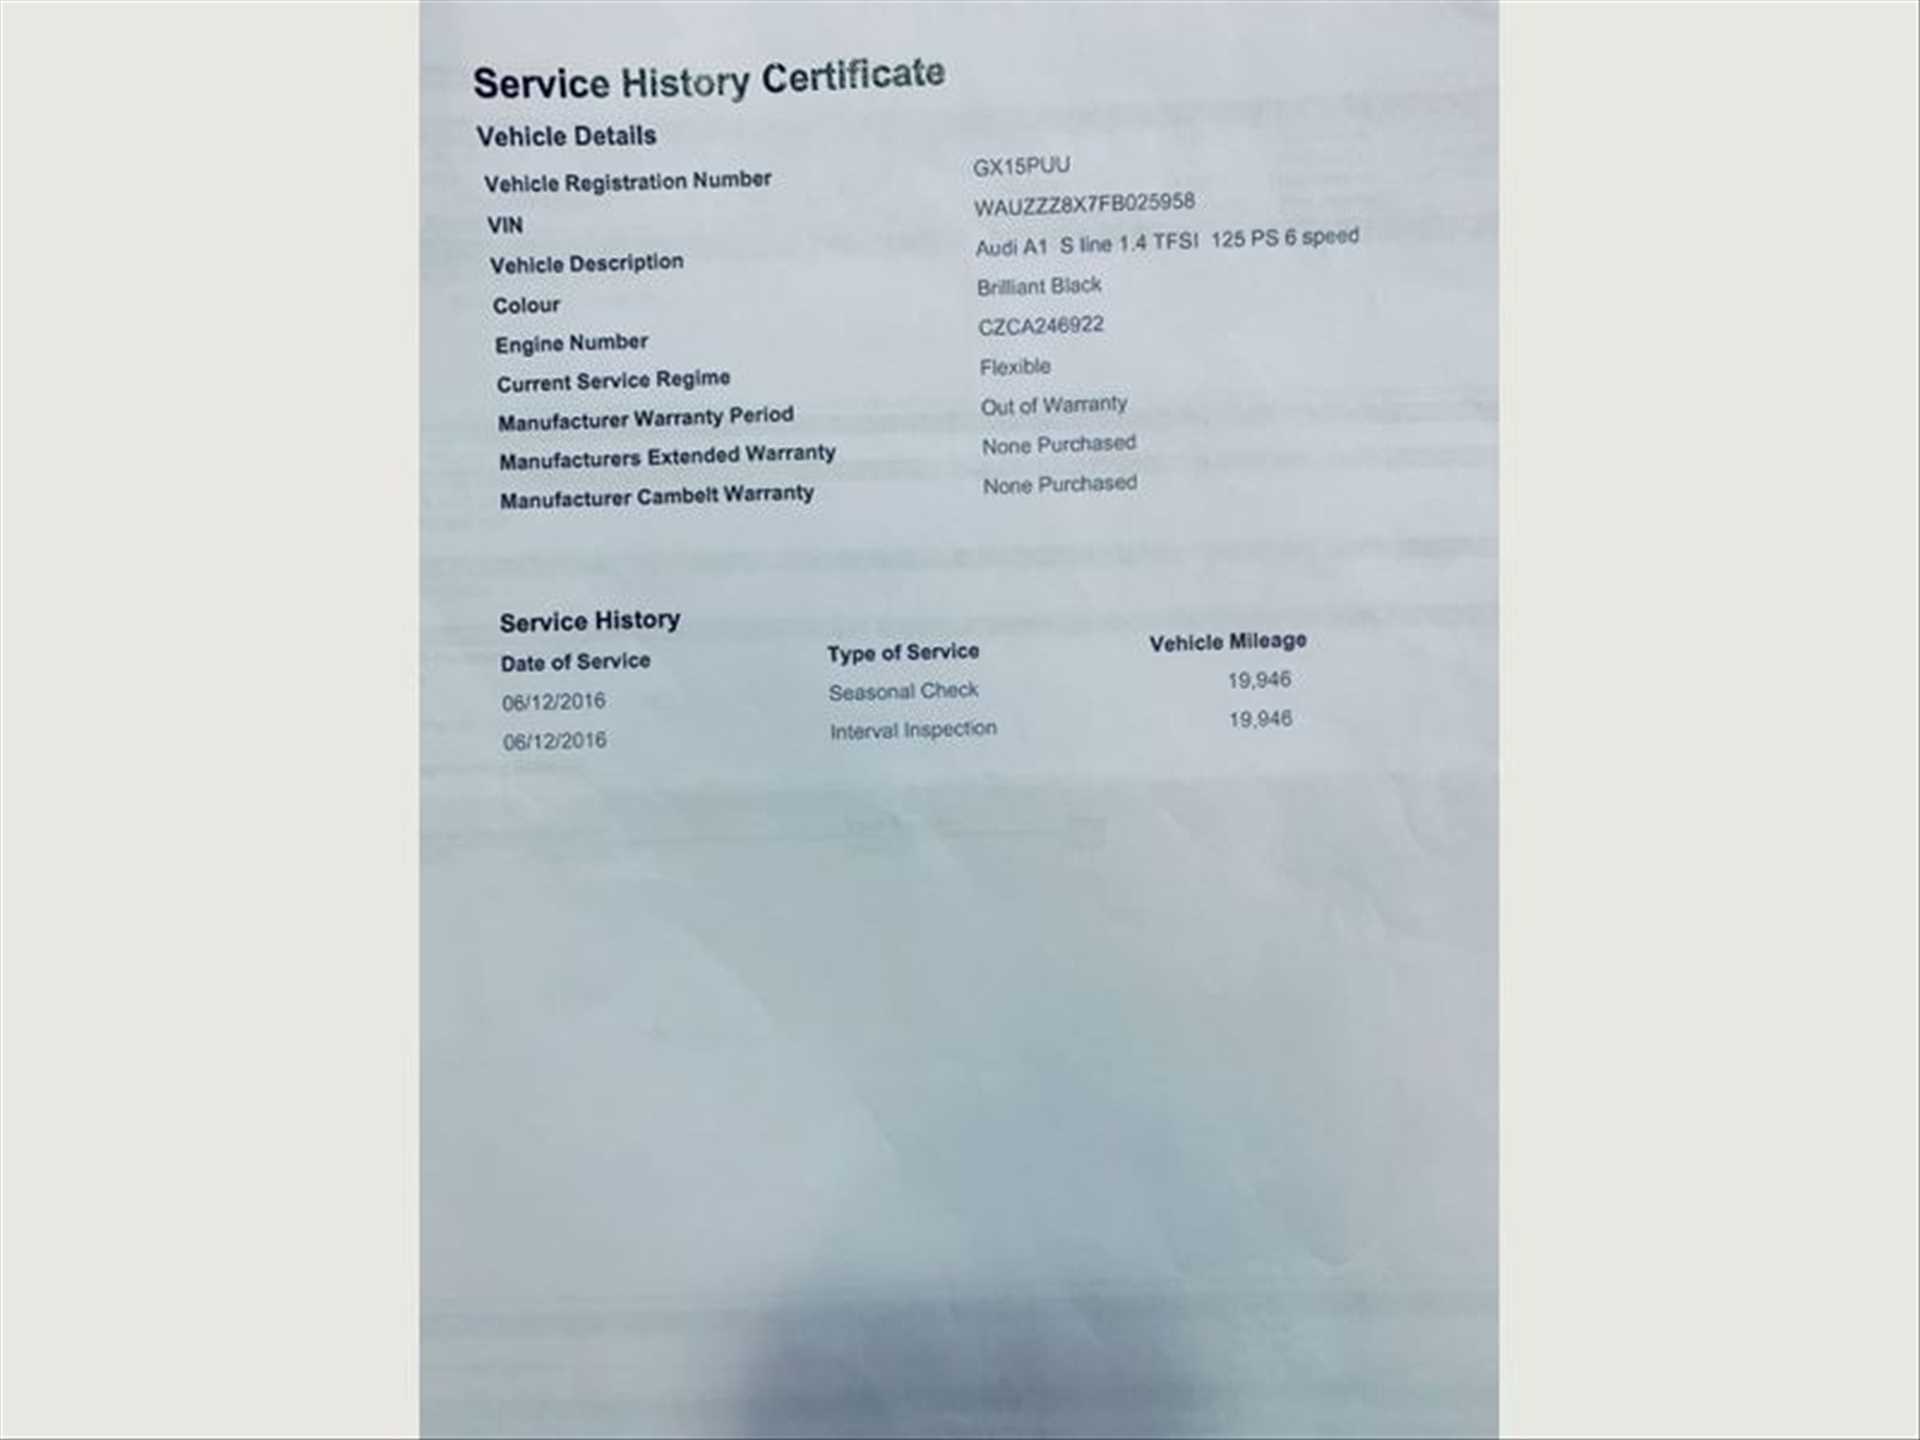 Service History Certificate
Vehicle Details
Vehicle Registration Number GX15PUU
VIN WAUZZZ8X7FB025958
Vehicle Description Audi A1 S line 1.4 TFSI 125 PS 6 speed
Colour Brilliant Black
Engine Number CZCA246922
Current Service Regime Flexible
Manufacturer Warranty Period Out of Warranty
Manufacturers Extended Warranty None Purchased
Manufacturer Cambelt Warranty None Purchased
Service History
Date of Service Type of Service Vehicle Mileage
06/12/2016 Seasonal Check 19,946
06/12/2016 Interval Inspection 19,946